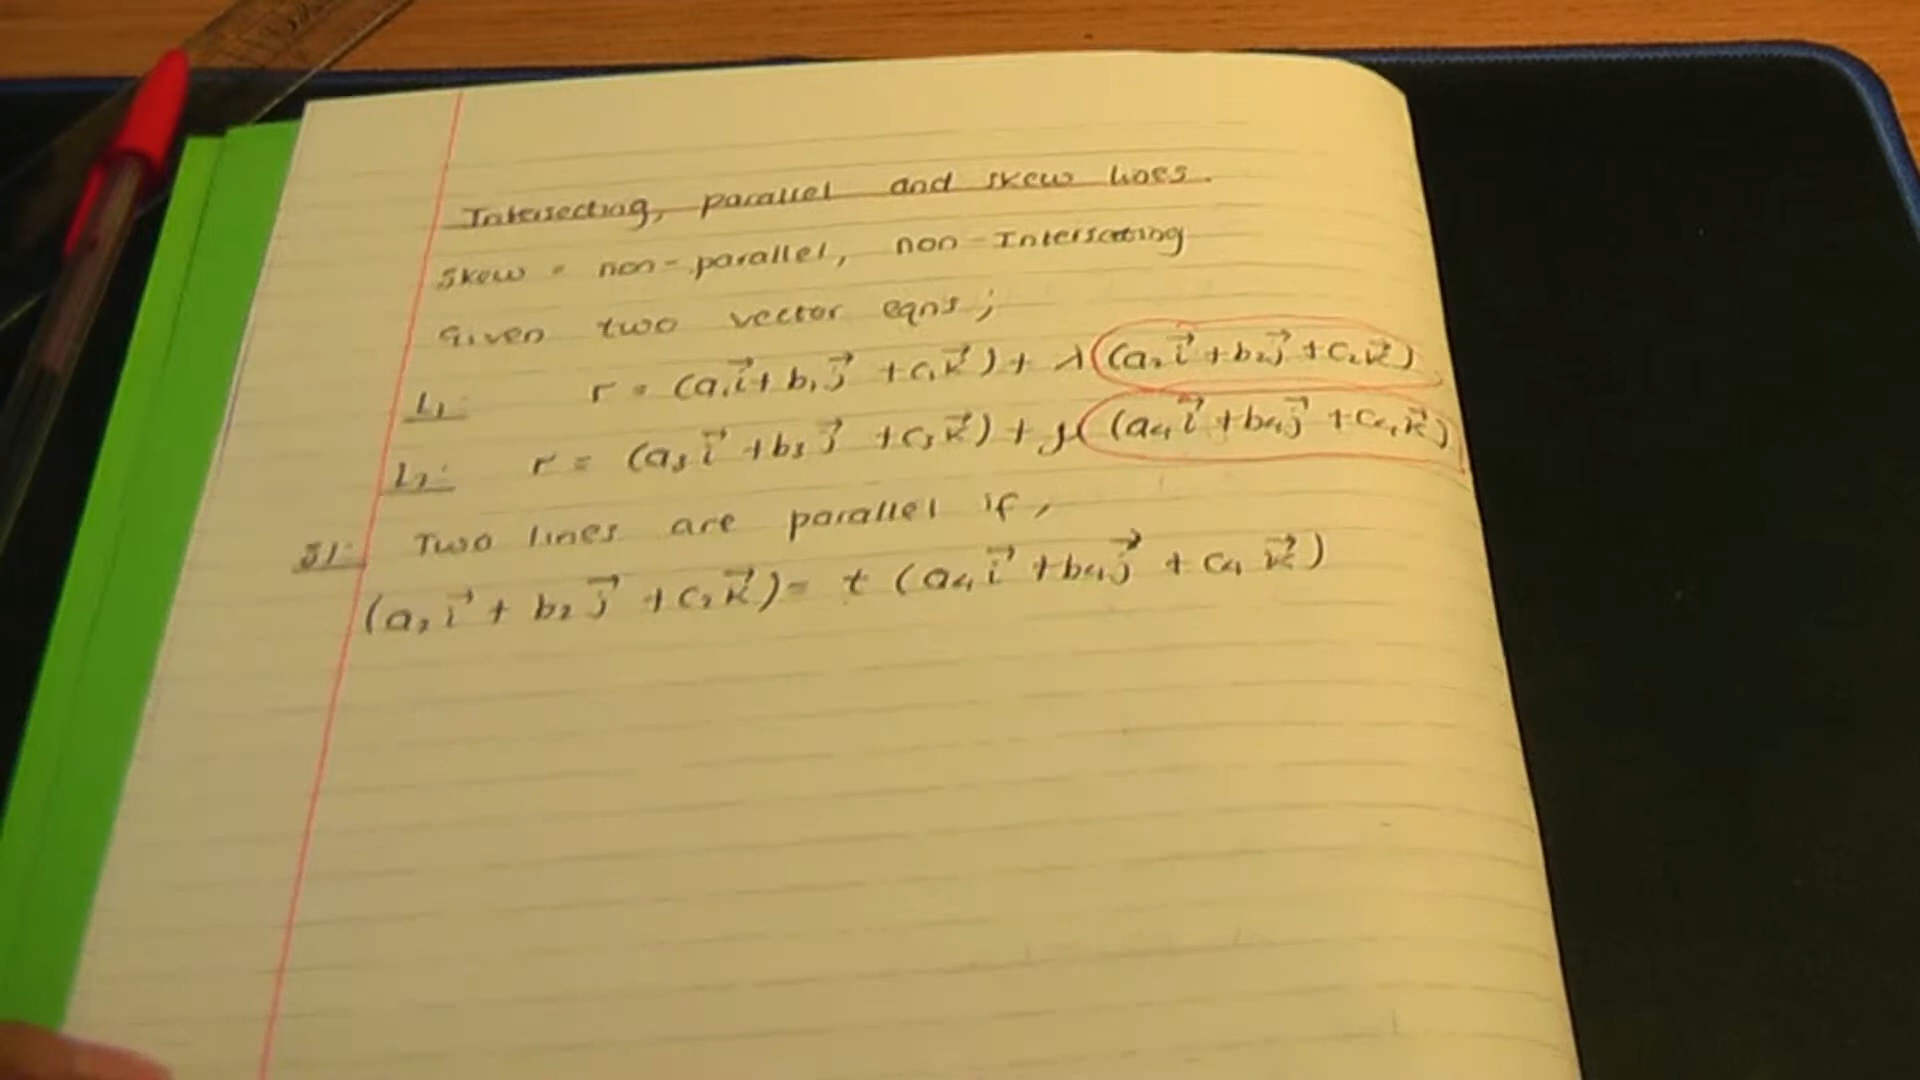 Intersecting, parallel and skew lines.
Skew = non-parallel, non-Intersecting
Given two vector eqns;
L₁: r = (a₁i⃗ + b₁j⃗ + c₁k⃗) + λ(a₂i⃗ + b₂j⃗ + c₂k⃗)
L₂: r = (a₃i⃗ + b₃j⃗ + c₃k⃗) + μ(a₄i⃗ + b₄j⃗ + c₄k⃗)
S1: Two lines are parallel if,
(a₂i⃗ + b₂j⃗ + c₂k⃗) = t (a₄i⃗ + b₄j⃗ + c₄k⃗)